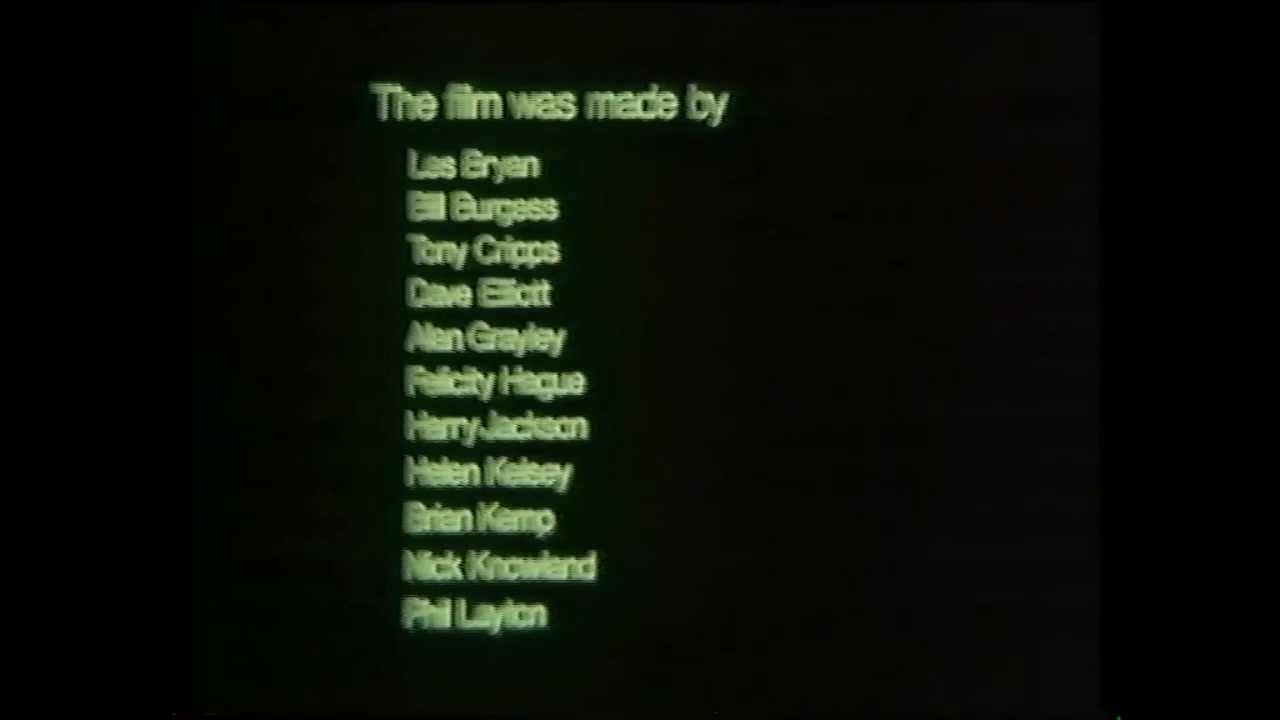 The film was made by
Les Bryan
Bill Burgess
Tony Cripps
Dave Elliott
Alan Grayley
Felicity Hague
Harry Jackson
Helen Kelsey
Brian Kemp
Nick Knowland
Phil Layton